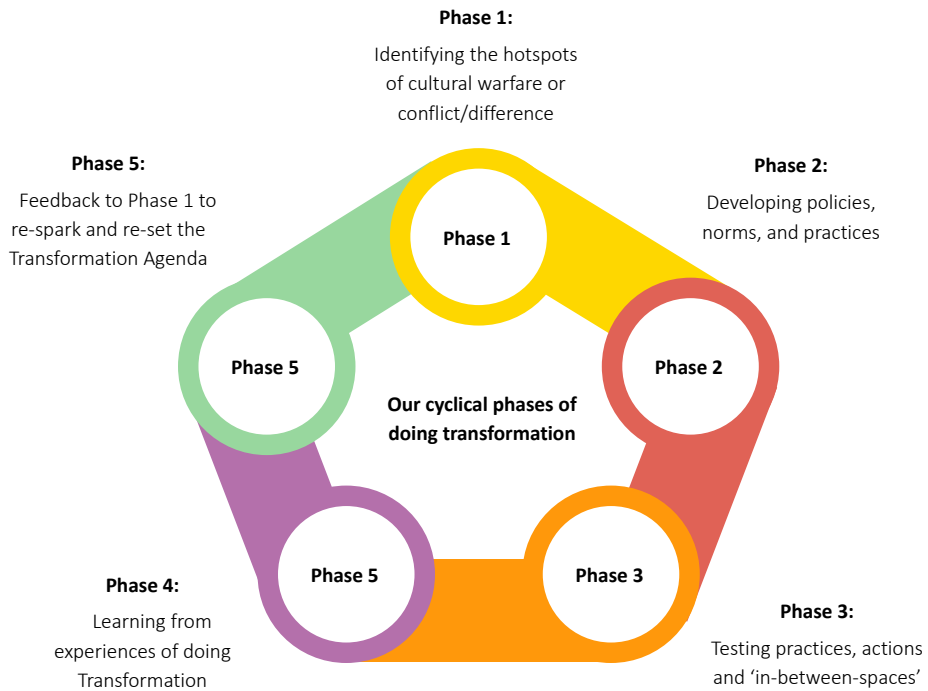 Phase 1:
Identifying the hotspots
of cultural warfare or
conflict/difference
Phase 5:
Feedback to Phase 1 to
re-spark and re-set the
Transformation Agenda
Phase 2:
Developing policies,
norms, and practices
Phase 1
Phase 5
Phase 2
Our cyclical phases of
doing transformation
Phase 5
Phase 3
Phase 4:
Learning from
experiences of doing
Transformation
Phase 3:
Testing practices, actions
and ‘in-between-spaces’